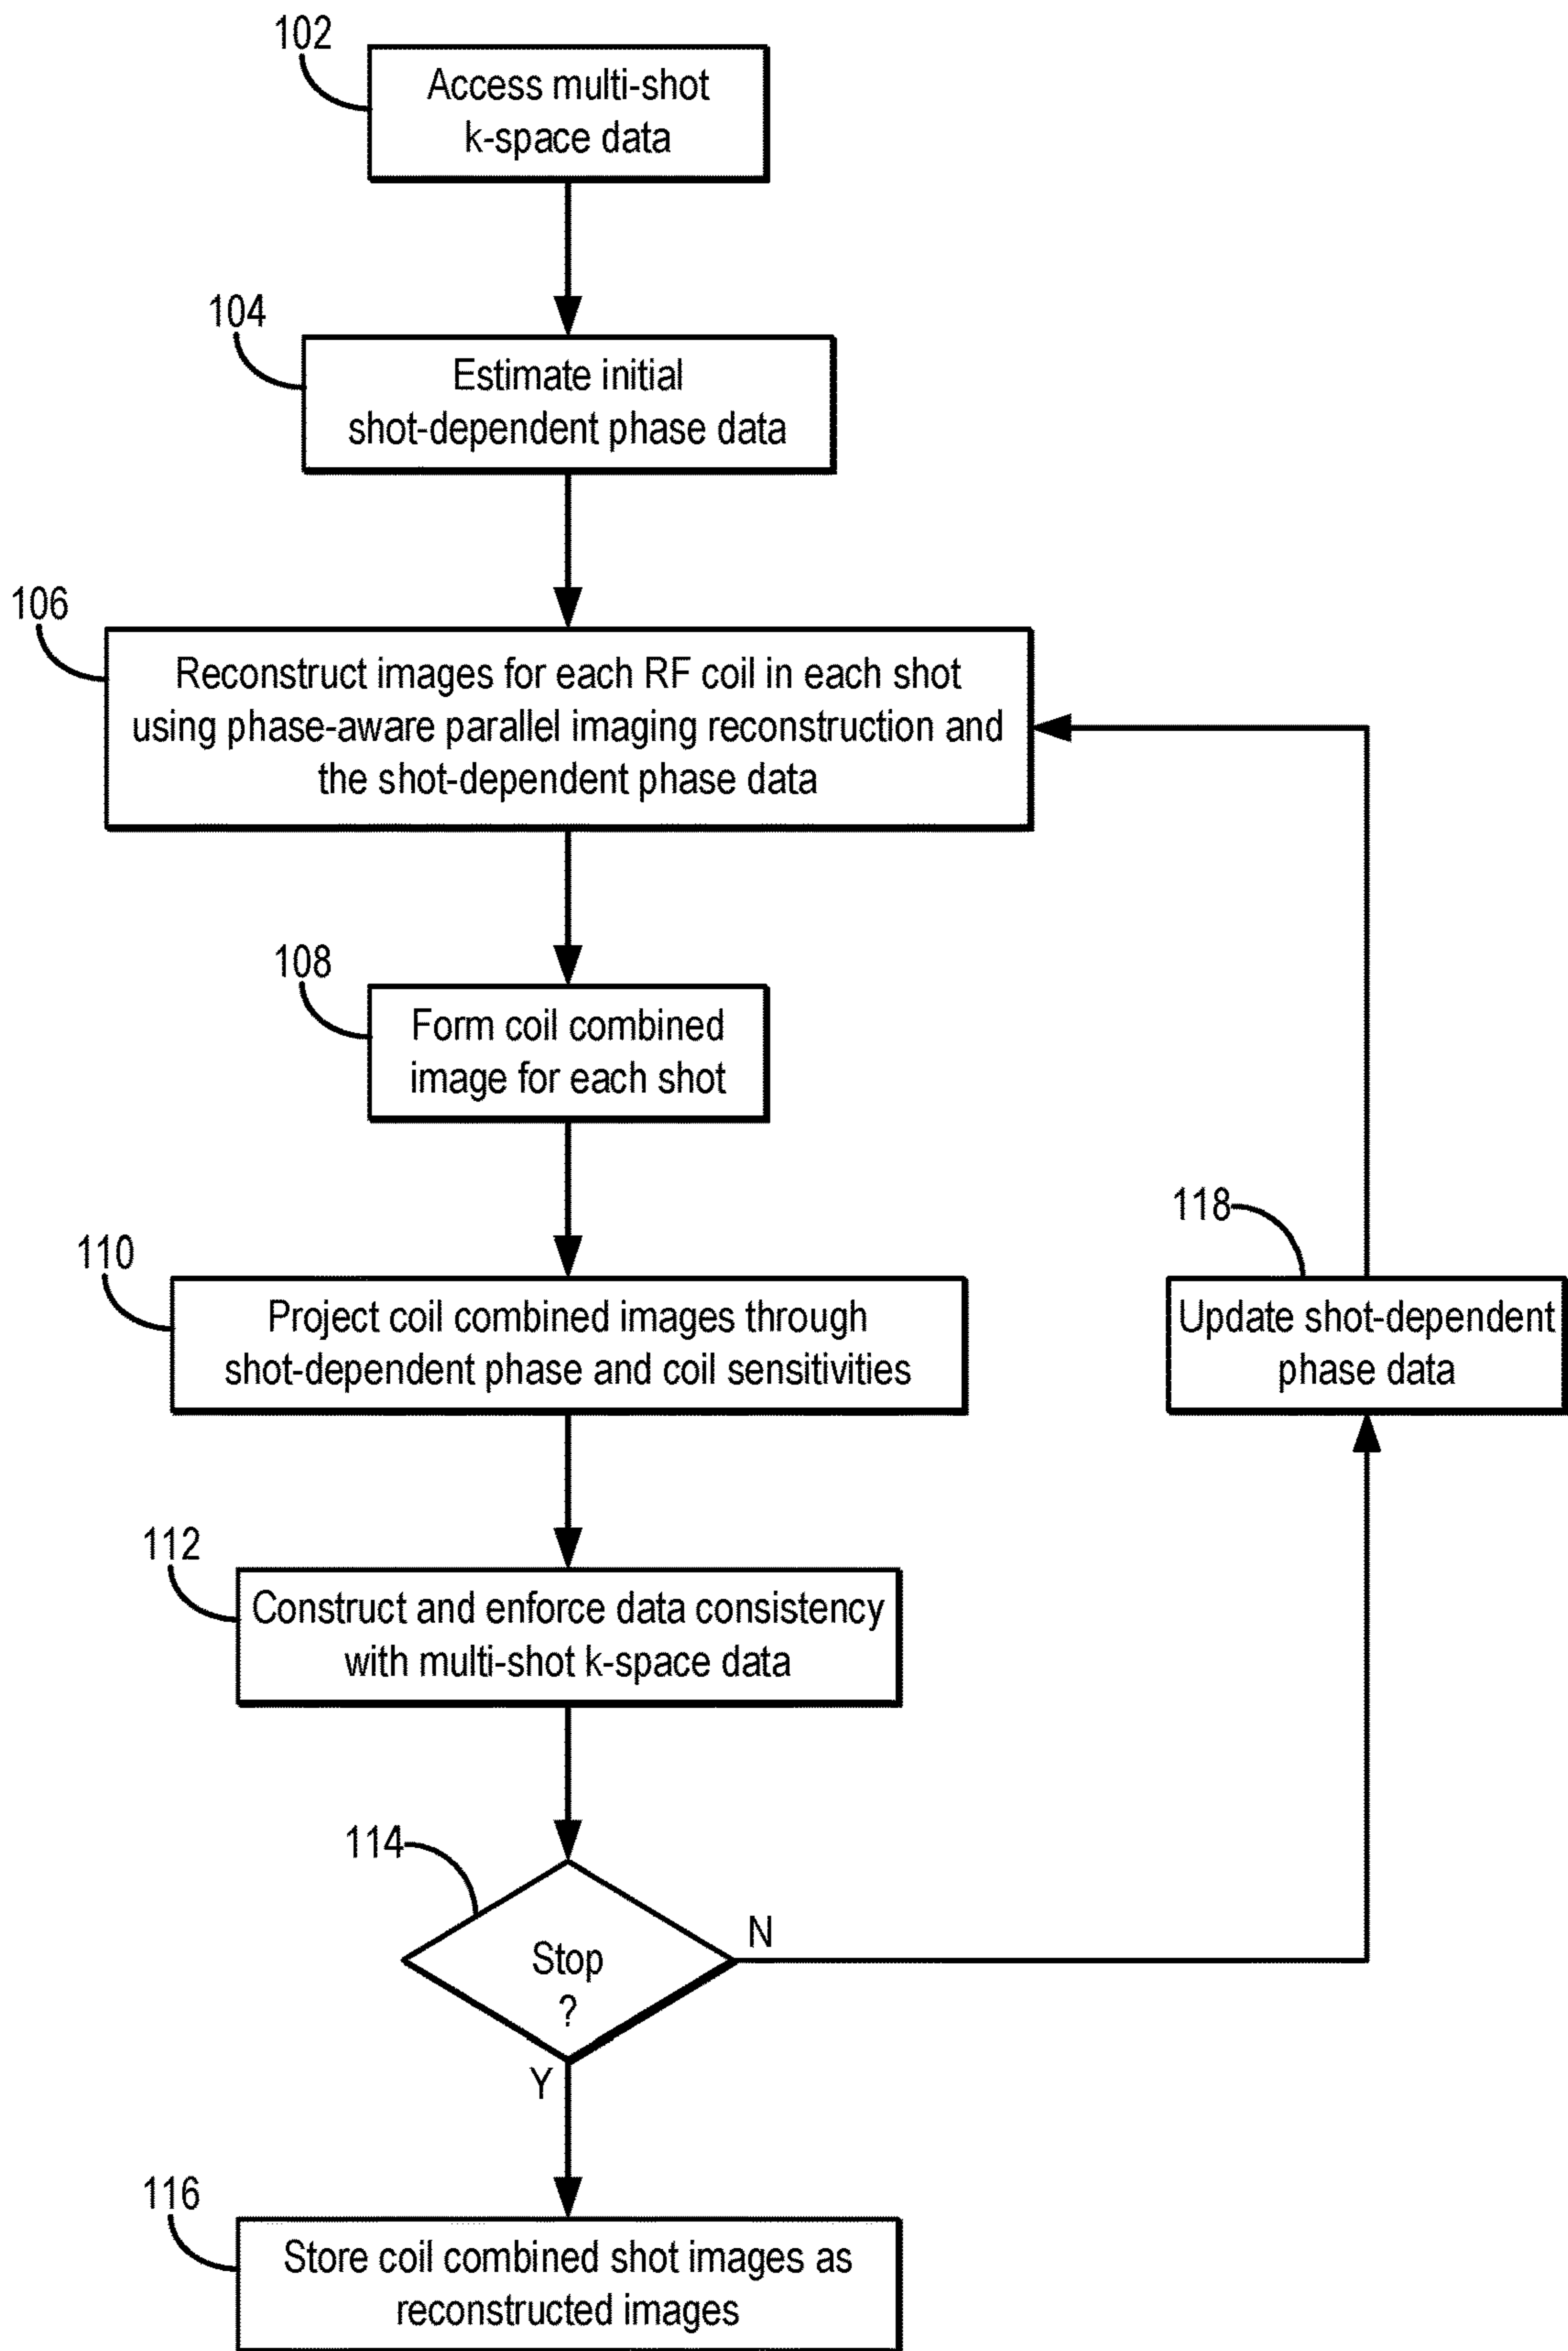 102
Access multi-shot
k-space data
104
Estimate initial
shot-dependent phase data
106
Reconstruct images for each RF coil in each shot
using phase-aware parallel imaging reconstruction and
the shot-dependent phase data
108
Form coil combined
image for each shot
110
Project coil combined images through
shot-dependent phase and coil sensitivities
118
Update shot-dependent
phase data
112
Construct and enforce data consistency
with multi-shot k-space data
114
Stop
?
N
Y
116
Store coil combined shot images as
reconstructed images